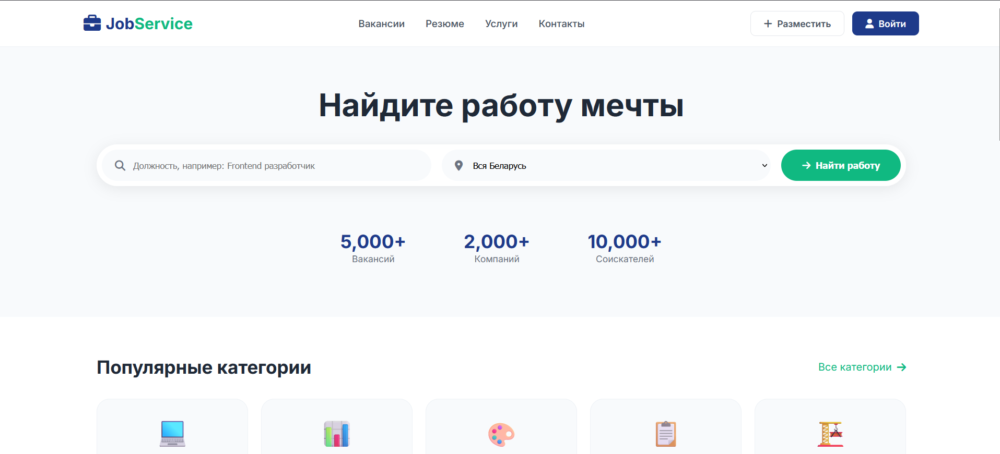 JobService
Вакансии Резюме Услуги Контакты
Разместить
Войти
Найдите работу мечты
Должность, например: Frontend разработчик
Вся Беларусь
Найти работу
5,000+ 2,000+ 10,000+
Вакансий Компаний Соискателей
Популярные категории
Все категории